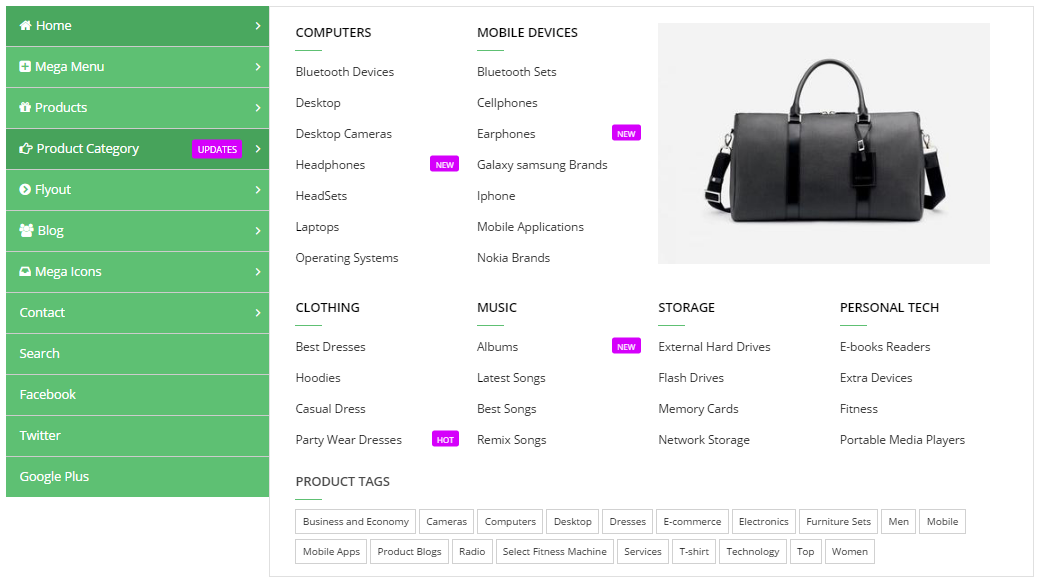 Home
Mega Menu
Products
Product Category UPDATES
Flyout
Blog
Mega Icons
Contact
Search
Facebook
Twitter
Google Plus
COMPUTERS
Bluetooth Devices
Desktop
Desktop Cameras
Headphones NEW
HeadSets
Laptops
Operating Systems
MOBILE DEVICES
Bluetooth Sets
Cellphones
Earphones NEW
Galaxy samsung Brands
Iphone
Mobile Applications
Nokia Brands
CLOTHING
Best Dresses
Hoodies
Casual Dress
Party Wear Dresses HOT
MUSIC
Albums NEW
Latest Songs
Best Songs
Remix Songs
STORAGE
External Hard Drives
Flash Drives
Memory Cards
Network Storage
PERSONAL TECH
E-books Readers
Extra Devices
Fitness
Portable Media Players
PRODUCT TAGS
Business and Economy Cameras Computers Desktop Dresses E-commerce Electronics Furniture Sets Men Mobile
Mobile Apps Product Blogs Radio Select Fitness Machine Services T-shirt Technology Top Women